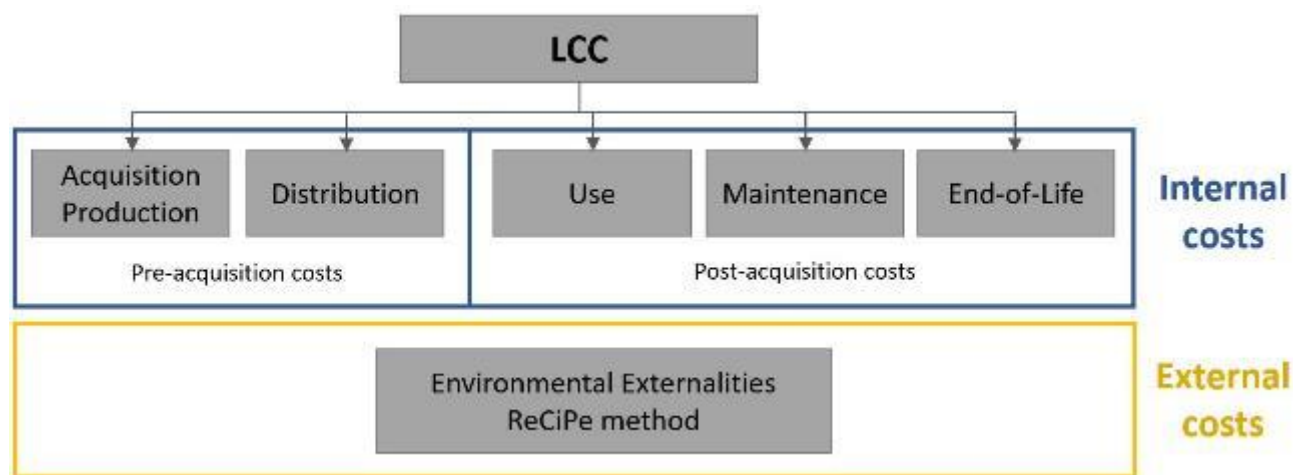 LCC
Acquisition
Production
Distribution
Use
Maintenance
End-of-Life
Pre-acquisition costs
Post-acquisition costs
Internal
costs
Environmental Externalities
ReCiPe method
External
costs